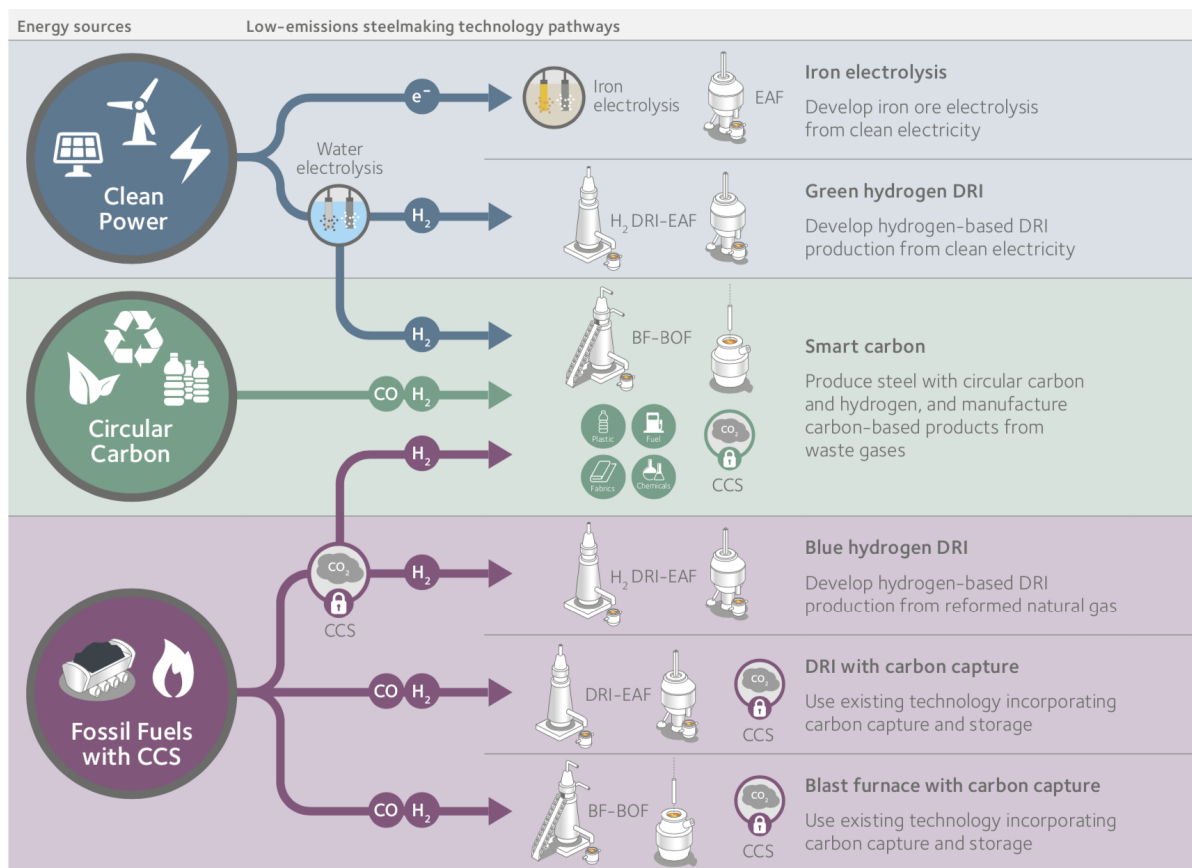 Energy sources
Low-emissions steelmaking technology pathways
Clean
Power
e⁻
Iron
electrolysis
EAF
Iron electrolysis
Develop iron ore electrolysis
from clean electricity
Water
electrolysis
H₂
H₂ DRI-EAF
Green hydrogen DRI
Develop hydrogen-based DRI
production from clean electricity
Circular
Carbon
H₂
CO H₂
H₂
BF-BOF
Plastic
Fuel
Fabrics
Chemicals
CO₂
CCS
Smart carbon
Produce steel with circular carbon
and hydrogen, and manufacture
carbon-based products from
waste gases
Fossil Fuels
with CCS
CO₂
CCS
H₂
H₂ DRI-EAF
Blue hydrogen DRI
Develop hydrogen-based DRI
production from reformed natural gas
CO H₂
DRI-EAF
CO₂
CCS
DRI with carbon capture
Use existing technology incorporating
carbon capture and storage
CO H₂
BF-BOF
CO₂
CCS
Blast furnace with carbon capture
Use existing technology incorporating
carbon capture and storage